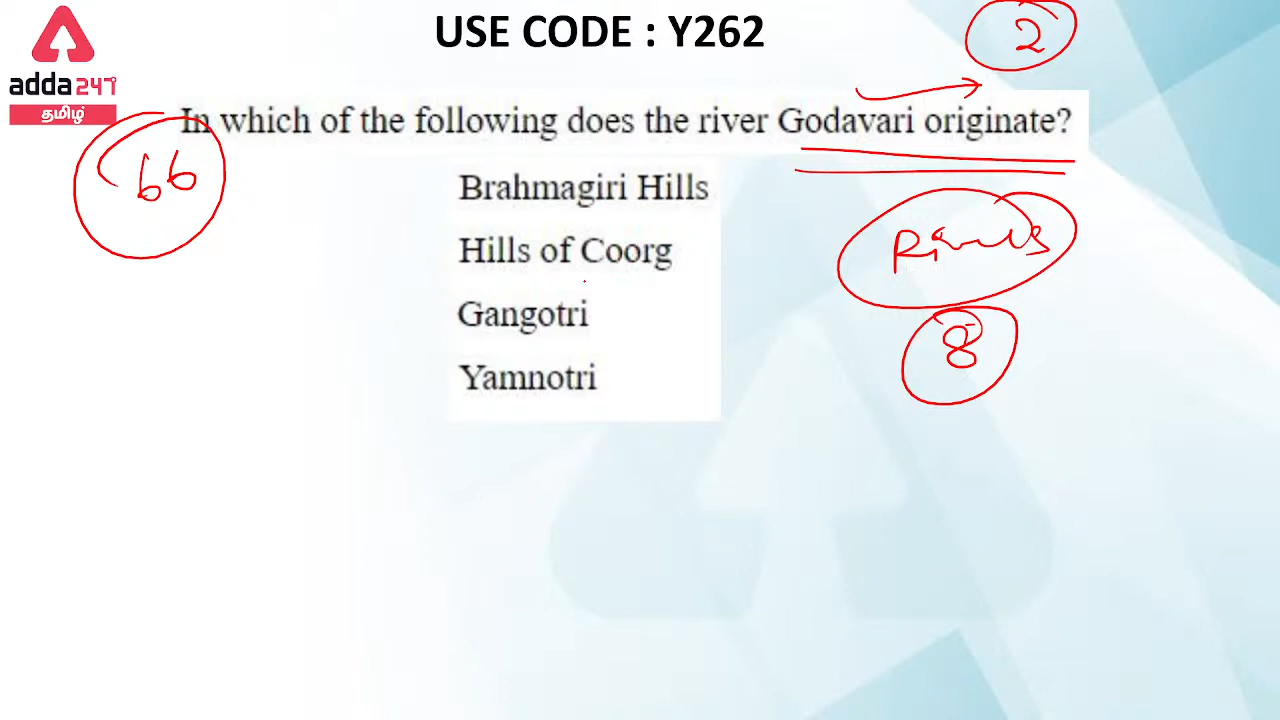 USE CODE : Y262
2
adda247
தமிழ்
In which of the following does the river Godavari originate?
66
Brahmagiri Hills
Hills of Coorg
Rivers
Gangotri
8
Yamnotri